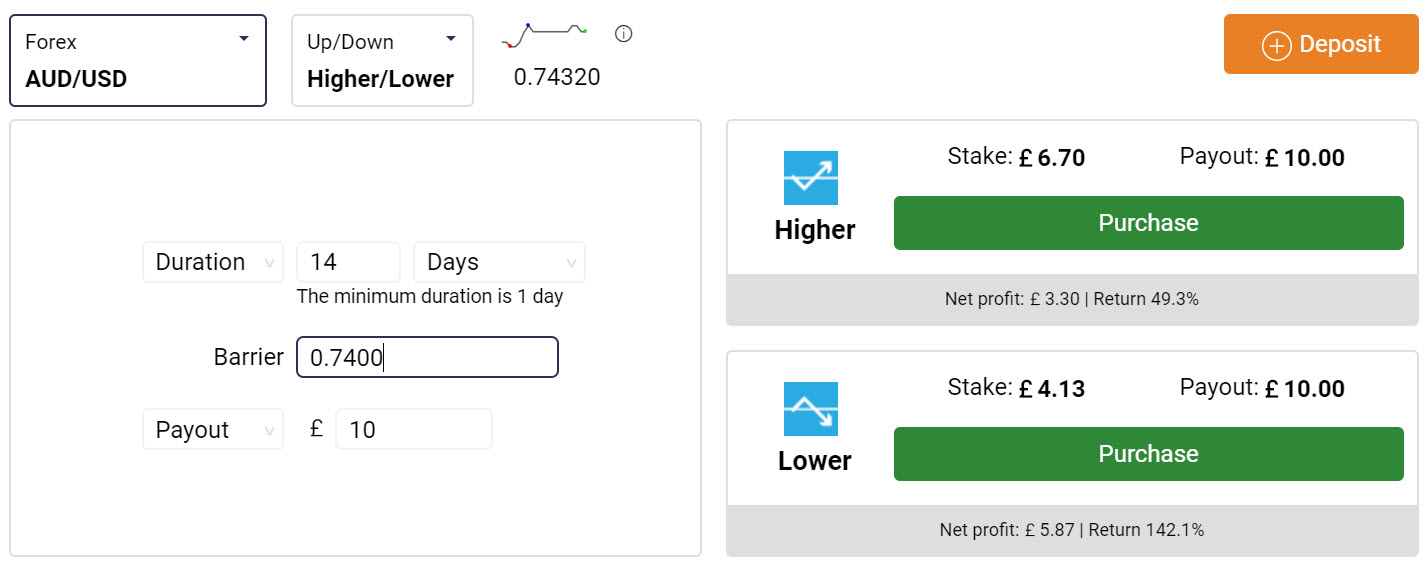 Forex
AUD/USD
Up/Down
Higher/Lower
0.74320
Deposit
Duration 14 Days
The minimum duration is 1 day
Barrier 0.7400
Payout £ 10
Higher
Stake: £ 6.70 Payout: £ 10.00
Purchase
Net profit: £ 3.30 | Return 49.3%
Lower
Stake: £ 4.13 Payout: £ 10.00
Purchase
Net profit: £ 5.87 | Return 142.1%